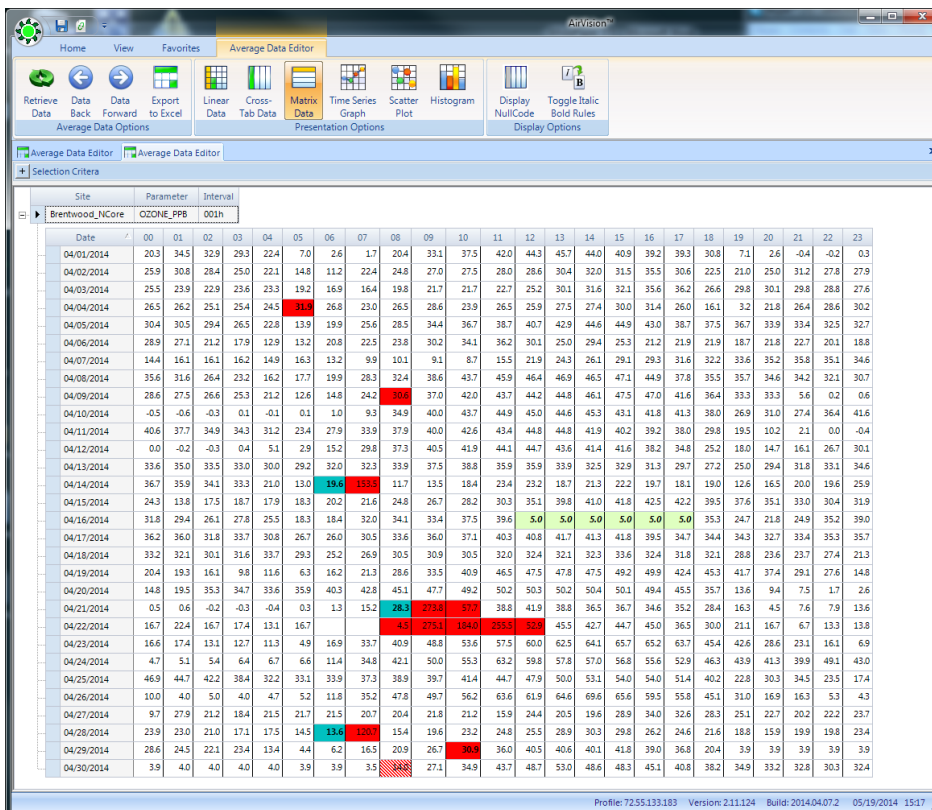 AirVision™
Home View Favorites Average Data Editor
Retrieve Data Data Back Data Forward Export to Excel Linear Data Cross-Tab Data Matrix Data Time Series Graph Scatter Plot Histogram Display NullCode Toggle Italic Bold Rules
Average Data Options Presentation Options Display Options
Average Data Editor Average Data Editor
Selection Critera
Site Parameter Interval
Brentwood_NCore OZONE_PPB 001h
Date 00 01 02 03 04 05 06 07 08 09 10 11 12 13 14 15 16 17 18 19 20 21 22 23
04/01/2014 20.3 34.5 32.9 29.3 22.4 7.0 2.6 1.7 20.4 33.1 37.5 42.0 44.3 45.7 44.0 40.9 39.2 39.3 30.8 7.1 2.6 -0.4 -0.2 0.3
04/02/2014 25.9 30.8 28.4 25.0 22.1 14.8 11.2 22.4 24.8 27.0 27.5 28.0 28.6 30.4 32.0 31.5 35.5 30.6 22.5 21.0 25.0 31.2 27.8 27.9
04/03/2014 25.5 23.9 22.9 23.6 23.3 19.2 16.9 16.4 19.8 21.7 21.7 22.7 25.2 30.1 31.6 32.1 35.6 36.2 26.6 29.8 30.1 29.8 28.8 27.6
04/04/2014 26.5 26.2 25.1 25.4 24.5 31.9 26.8 23.0 26.5 28.6 23.9 26.5 25.9 27.5 27.4 30.0 31.4 26.0 16.1 3.2 21.8 26.4 28.6 30.2
04/05/2014 30.4 30.5 29.4 26.5 22.8 13.9 19.9 25.6 28.5 34.4 36.7 38.7 40.7 42.9 44.6 44.9 43.0 38.7 37.5 36.7 33.9 33.4 32.5 32.7
04/06/2014 28.9 27.1 21.2 17.9 12.9 13.2 20.8 22.5 23.8 30.2 34.1 36.2 30.1 25.0 29.4 25.3 21.2 21.9 21.9 18.7 21.8 22.7 20.1 18.8
04/07/2014 14.4 16.1 16.1 16.2 14.9 16.3 13.2 9.9 10.1 9.1 8.7 15.5 21.9 24.3 26.1 29.1 29.3 31.6 32.2 33.6 35.2 35.8 35.1 34.6
04/08/2014 35.6 31.6 26.4 23.2 16.2 17.7 19.9 28.3 32.4 38.6 43.7 45.9 46.4 46.9 46.5 47.1 44.9 37.8 35.5 35.7 34.6 34.2 32.1 30.7
04/09/2014 28.6 27.5 26.6 25.3 21.2 12.6 14.8 24.2 30.6 37.0 42.0 43.7 44.2 44.8 46.1 47.5 47.0 41.6 36.4 33.3 33.3 5.6 0.2 0.6
04/10/2014 -0.5 -0.6 -0.3 0.1 -0.1 0.1 1.0 9.3 34.9 40.0 43.7 44.9 45.0 44.6 45.3 43.1 41.8 41.3 38.0 26.9 31.0 27.4 36.4 41.6
04/11/2014 40.6 37.7 34.9 34.3 31.2 23.4 27.9 33.9 37.9 40.0 42.6 43.4 44.8 44.8 41.9 40.2 39.2 38.0 29.8 19.5 10.2 2.1 0.0 -0.4
04/12/2014 0.0 -0.2 -0.3 0.4 5.1 2.9 15.2 29.8 37.3 40.5 41.9 44.1 44.7 43.6 41.4 41.6 38.2 34.8 25.2 18.0 14.7 16.1 26.7 30.1
04/13/2014 33.6 35.0 33.5 33.0 30.0 29.2 32.0 32.3 33.9 37.5 38.8 35.9 35.9 33.9 32.5 32.9 31.3 29.7 27.2 25.0 29.4 31.8 33.1 34.6
04/14/2014 36.7 35.9 34.1 33.3 21.0 13.0 19.6 153.5 11.7 13.5 18.4 23.4 23.2 18.7 21.3 22.2 19.7 18.1 19.0 12.6 16.5 20.0 19.6 25.9
04/15/2014 24.3 13.8 17.5 18.7 17.9 18.3 20.2 21.6 24.8 26.7 28.2 30.3 35.1 39.8 41.0 41.8 42.5 42.2 39.5 37.6 35.1 33.0 30.4 31.9
04/16/2014 31.8 29.4 26.1 27.8 25.5 18.3 18.4 32.0 34.1 33.4 37.5 39.6 5.0 5.0 5.0 5.0 5.0 5.0 35.3 24.7 21.8 24.9 35.2 39.0
04/17/2014 36.2 36.0 31.8 33.7 30.8 26.7 26.0 30.5 33.6 36.0 37.1 40.3 40.8 41.7 41.3 41.8 39.5 34.7 34.4 34.3 32.7 33.4 35.3 35.7
04/18/2014 33.2 32.1 30.1 31.6 33.7 29.3 25.2 26.9 30.5 30.9 30.5 32.0 32.4 32.1 32.3 33.6 32.4 31.8 32.1 28.8 23.6 23.7 27.4 21.3
04/19/2014 20.4 19.3 16.1 9.8 11.6 6.3 16.2 21.3 28.6 33.5 40.9 46.5 47.5 47.8 47.5 49.2 49.9 42.4 45.3 41.7 37.4 29.1 27.6 14.8
04/20/2014 14.8 19.5 35.3 34.7 33.6 35.9 40.3 42.8 45.1 47.7 49.2 50.2 50.3 50.2 50.4 50.1 49.4 45.5 35.7 13.6 9.4 7.5 1.7 2.6
04/21/2014 0.5 0.6 -0.2 -0.3 -0.4 0.3 1.3 15.2 28.3 273.8 57.7 38.8 41.9 38.8 36.5 36.7 34.6 35.2 28.4 16.3 4.5 7.6 7.9 13.6
04/22/2014 16.7 22.4 16.7 17.4 13.1 16.7 4.5 275.1 184.0 255.5 52.9 45.5 42.7 44.7 45.0 36.5 30.0 21.1 16.7 6.7 13.3 13.8
04/23/2014 16.6 17.4 13.1 12.7 11.3 4.9 16.9 33.7 40.9 48.8 53.6 57.5 60.0 62.5 64.1 65.7 65.2 63.7 45.4 42.6 28.6 23.1 16.1 6.9
04/24/2014 4.7 5.1 5.4 6.4 6.7 6.6 11.4 34.8 42.1 50.0 55.3 63.2 59.8 57.8 57.0 56.8 55.6 52.9 46.3 43.9 41.3 39.9 49.1 43.0
04/25/2014 46.9 44.7 42.2 38.4 32.2 33.1 33.9 37.3 38.9 39.7 41.4 44.7 47.9 50.0 53.1 54.0 54.0 51.4 40.2 22.8 30.3 34.5 23.5 17.4
04/26/2014 10.0 4.0 5.0 4.0 4.7 5.2 11.8 35.2 47.8 49.7 56.2 63.6 61.9 64.6 69.6 65.6 59.5 55.8 45.1 31.0 16.9 16.3 5.3 4.3
04/27/2014 9.7 27.9 21.2 18.4 21.5 21.7 21.5 20.7 20.4 21.8 21.2 15.9 24.4 20.5 19.6 28.9 34.0 32.6 28.3 25.1 22.7 20.2 22.2 23.7
04/28/2014 23.9 23.0 21.0 17.1 17.5 14.5 13.6 120.7 15.4 19.6 23.2 24.8 25.5 28.9 30.3 29.8 26.2 24.6 21.6 18.8 15.9 19.9 19.8 23.4
04/29/2014 28.6 24.5 22.1 23.4 13.4 4.4 6.2 16.5 20.9 26.7 30.9 36.0 40.5 40.6 40.1 41.8 39.0 36.8 20.4 3.9 3.9 3.9 3.9 3.9
04/30/2014 3.9 4.0 4.0 4.0 4.0 3.9 3.9 3.5 27.1 34.9 43.7 48.7 53.0 48.6 48.3 45.1 40.8 38.2 34.9 33.2 32.8 30.3 32.4
Profile: 72.55.133.183 Version: 2.11.124 Build: 2014.04.07.2 05/19/2014 15:17